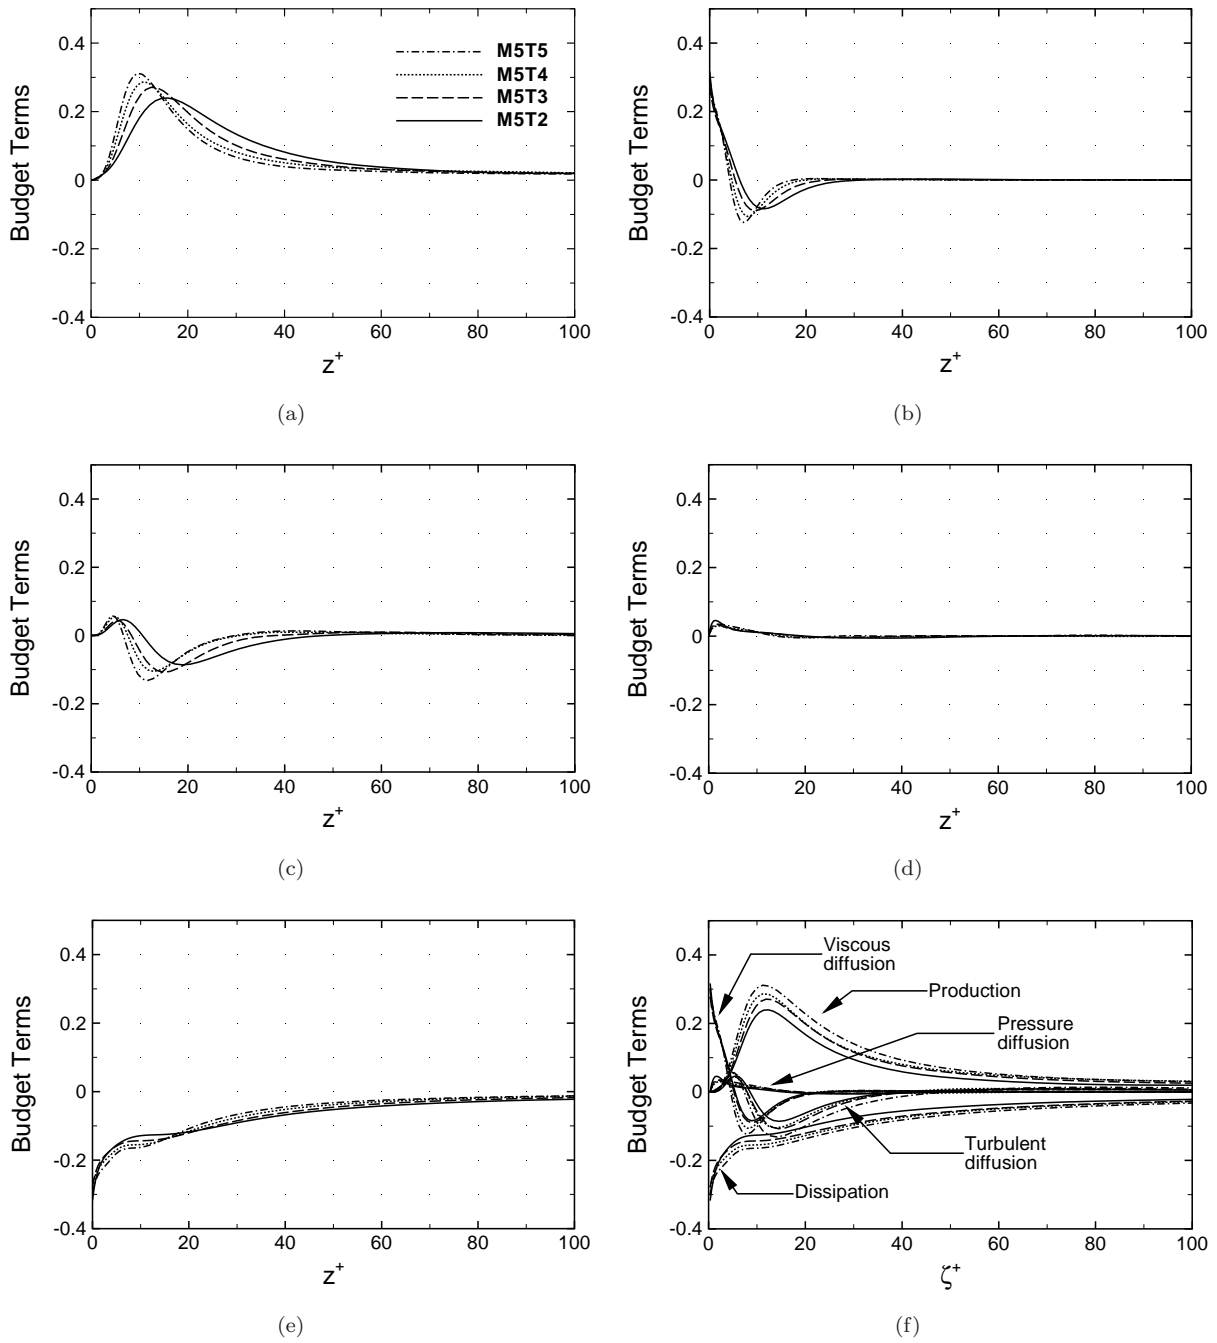 Budget Terms
0.4
0.2
0
-0.2
-0.4
0 20 40 60 80 100
z+
M5T5
M5T4
M5T3
M5T2
(a)
Budget Terms
0.4
0.2
0
-0.2
-0.4
0 20 40 60 80 100
z+
(b)
Budget Terms
0.4
0.2
0
-0.2
-0.4
0 20 40 60 80 100
z+
(c)
Budget Terms
0.4
0.2
0
-0.2
-0.4
0 20 40 60 80 100
z+
(d)
Budget Terms
0.4
0.2
0
-0.2
-0.4
0 20 40 60 80 100
z+
(e)
Budget Terms
0.4
0.2
0
-0.2
-0.4
0 20 40 60 80 100
ζ+
Viscous
diffusion
Production
Pressure
diffusion
Turbulent
diffusion
Dissipation
(f)